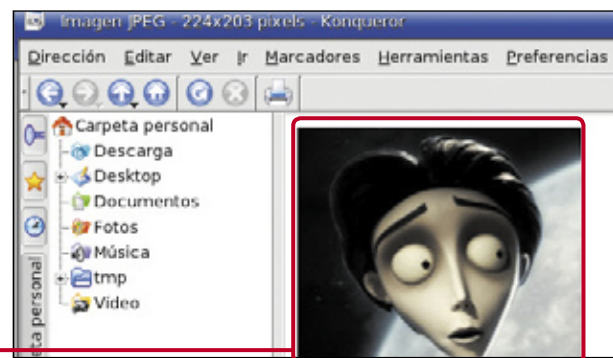 Imagen JPEG - 224x203 pixels - Konqueror
Dirección Editar Ver Ir Marcadores Herramientas Preferencias
Carpeta personal
Descarga
Desktop
Documentos
Fotos
Música
tmp
Video
eta personal